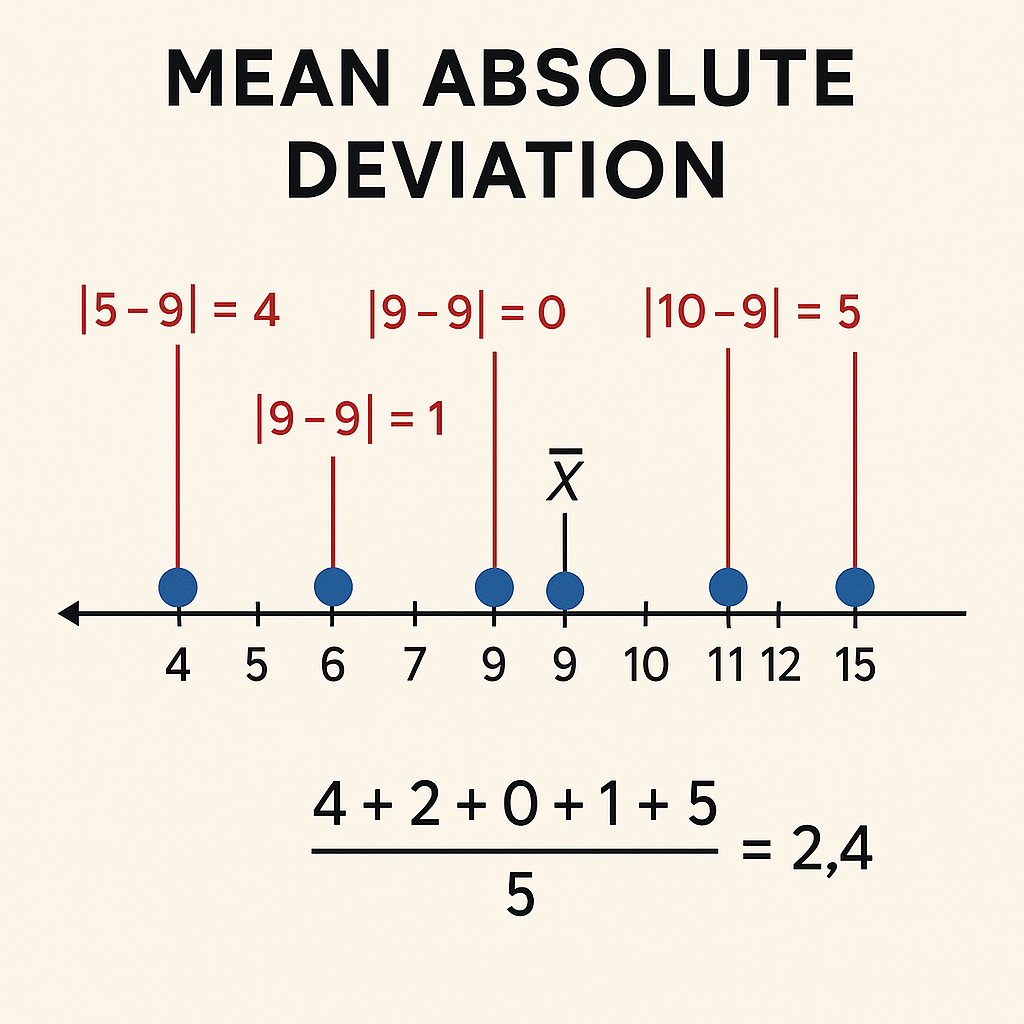 MEAN ABSOLUTE
DEVIATION
|5 – 9| = 4
|9 – 9| = 0
|10 – 9| = 5
|9 – 9| = 1
X̅
4 5 6 7 9 9 10 11 12 15
4 + 2 + 0 + 1 + 5
5
= 2,4